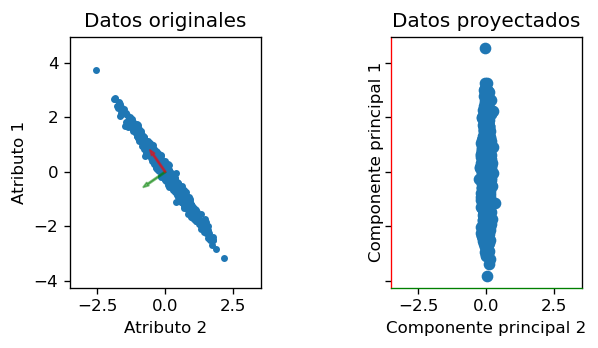 Datos originales
Datos proyectados
4
2
0
−2
−4
Atributo 1
−2.5
0.0
2.5
Atributo 2
Componente principal 1
−2.5
0.0
2.5
Componente principal 2